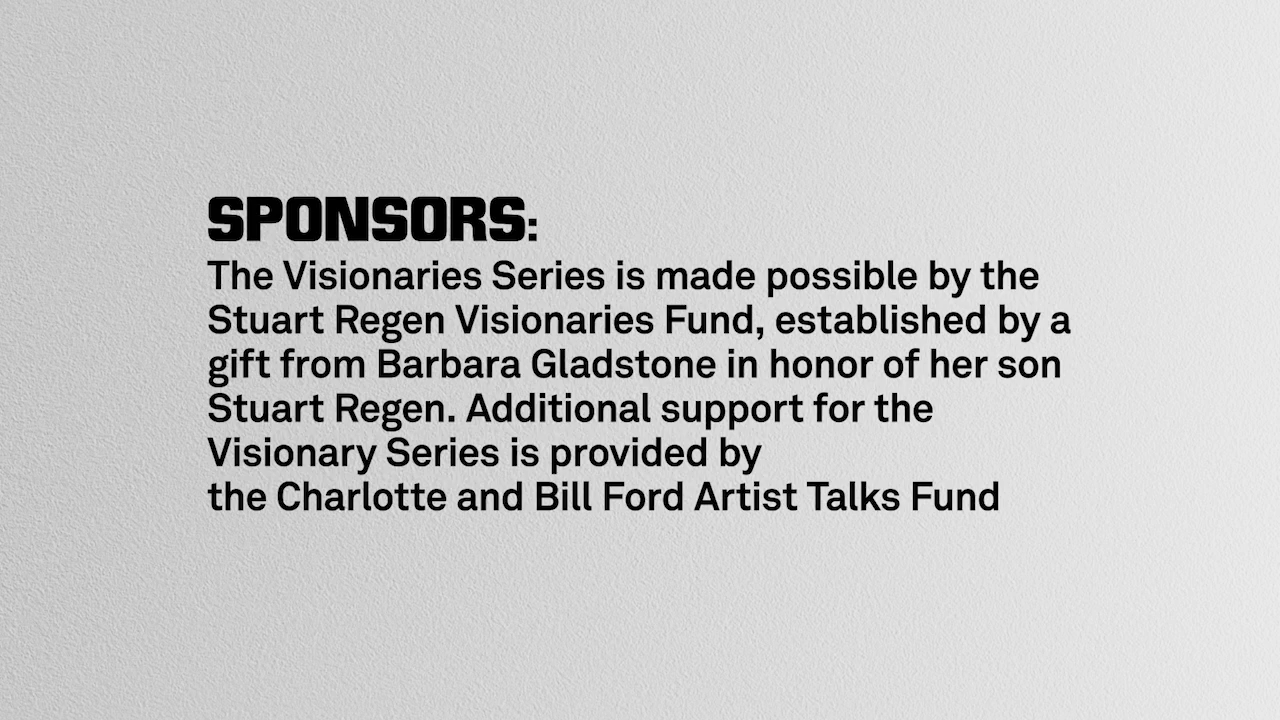 SPONSORS:
The Visionaries Series is made possible by the
Stuart Regen Visionaries Fund, established by a
gift from Barbara Gladstone in honor of her son
Stuart Regen. Additional support for the
Visionary Series is provided by
the Charlotte and Bill Ford Artist Talks Fund